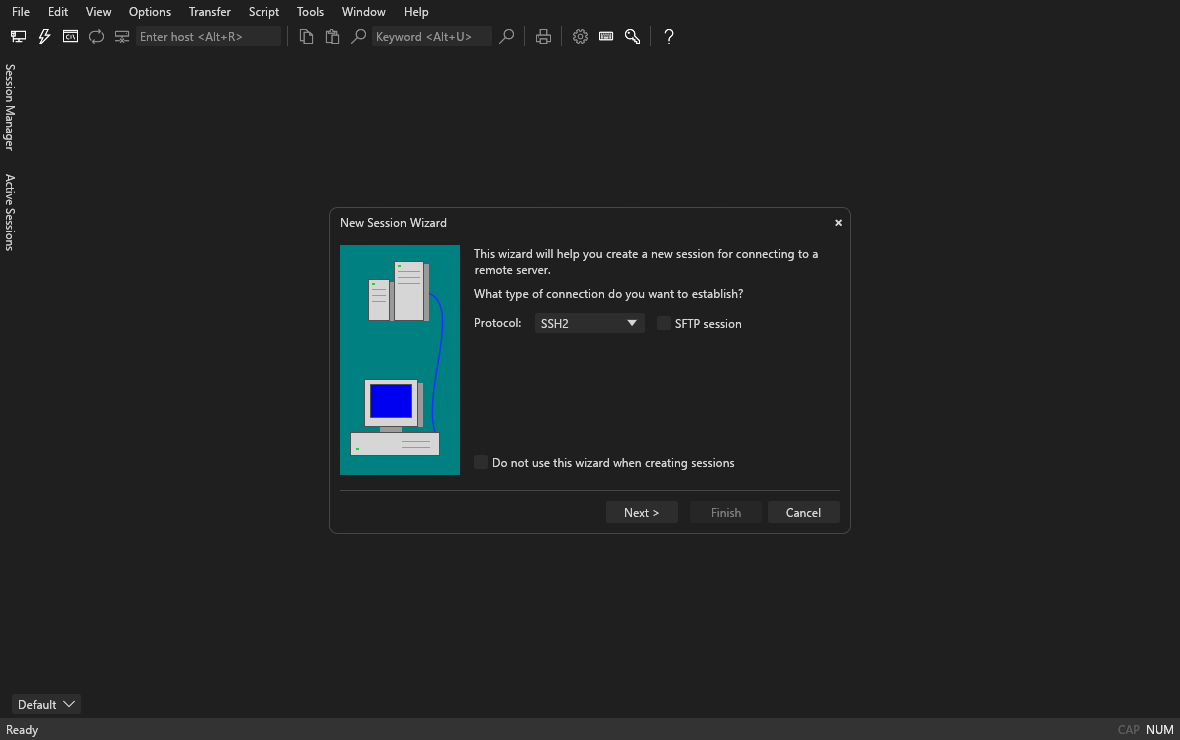 File Edit View Options Transfer Script Tools Window Help
Enter host <Alt+R> Keyword <Alt+U> ?
Session Manager
Active Sessions
New Session Wizard
This wizard will help you create a new session for connecting to a
remote server.
What type of connection do you want to establish?
Protocol: SSH2 SFTP session
Do not use this wizard when creating sessions
Next > Finish Cancel
Default
Ready CAP NUM